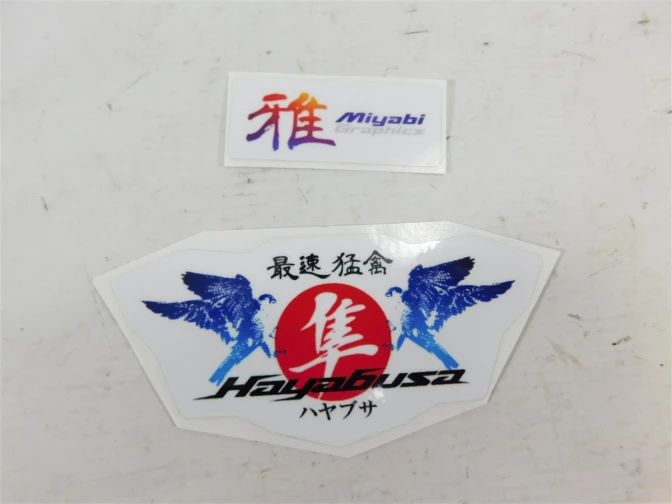 雅 Miyabi
Graphics
最速猛禽
隼
Hayabusa
ハヤブサ